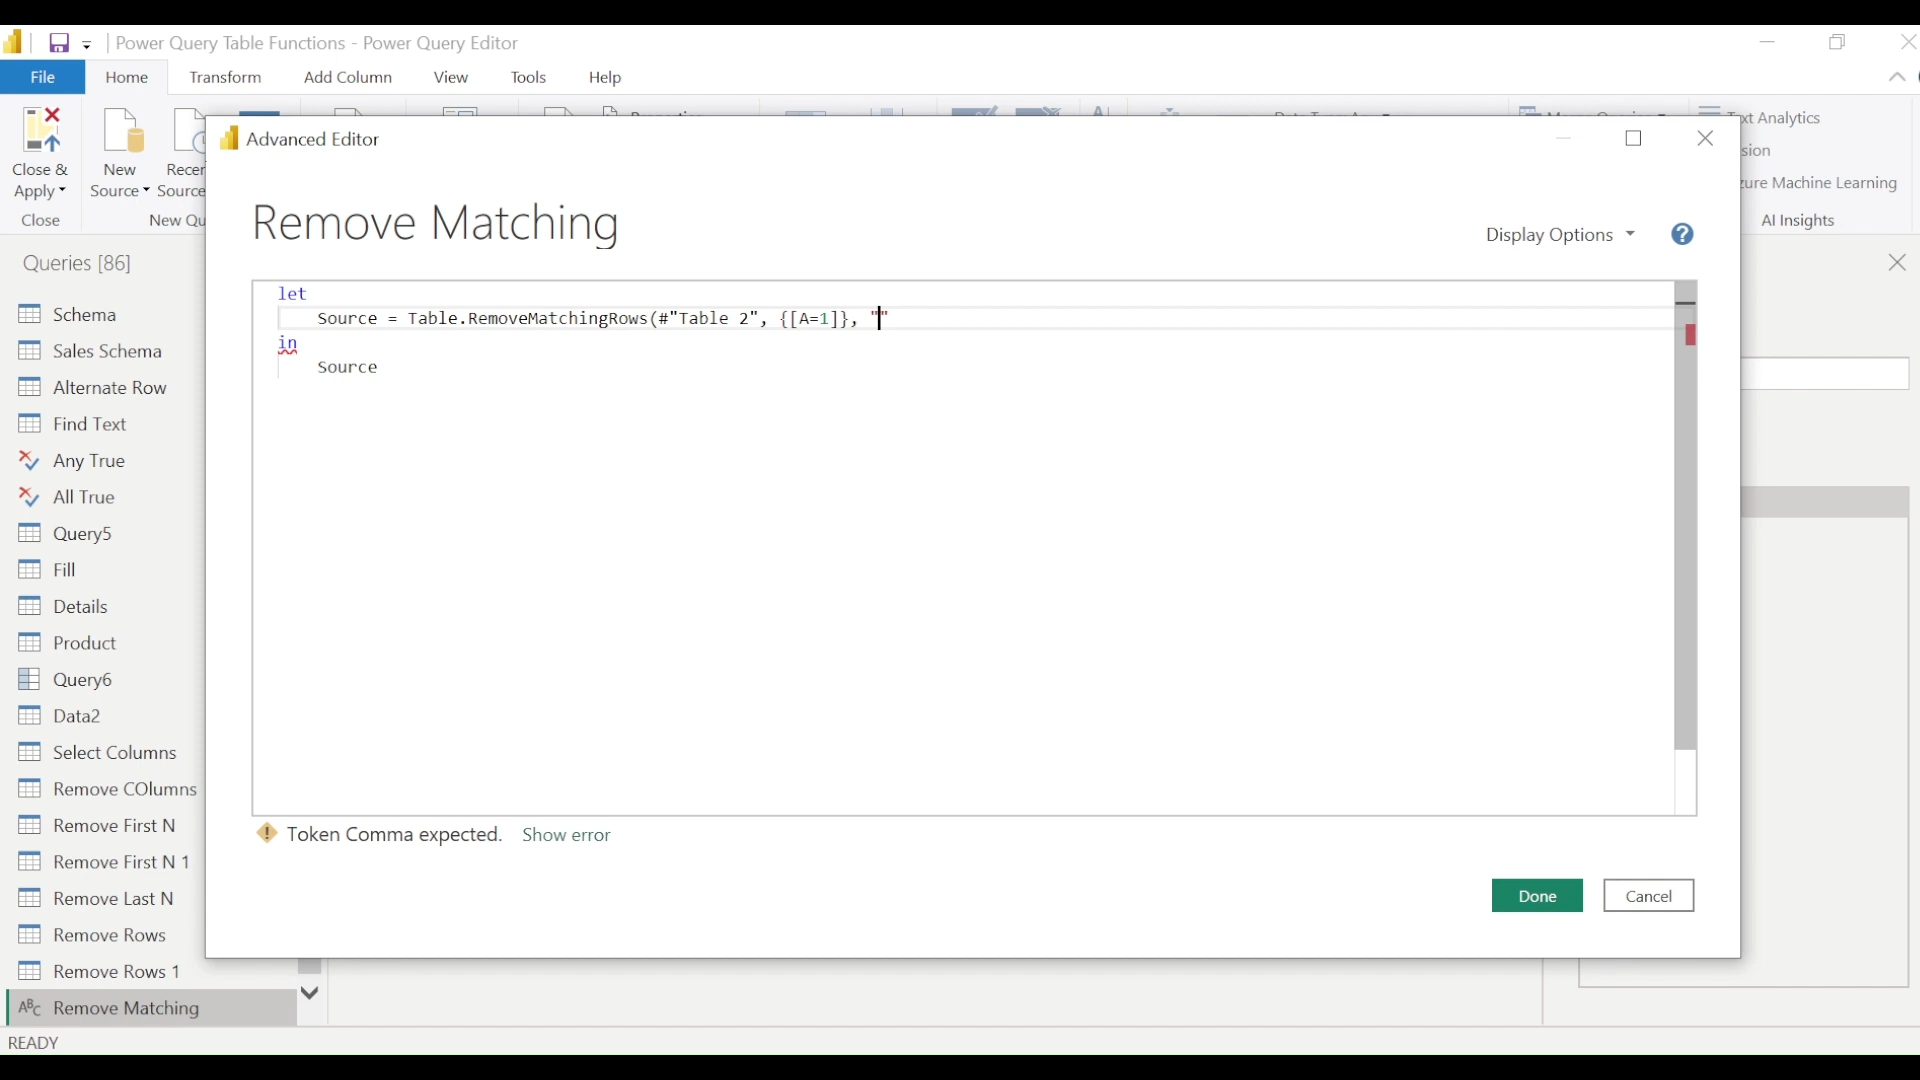 Power Query Table Functions - Power Query Editor
File Home Transform Add Column View Tools Help
Close & Apply
New Source
Close
Text Analytics
Azure Machine Learning
AI Insights
Advanced Editor
Remove Matching
Display Options
?
Queries [86]
Schema
Sales Schema
Alternate Row
Find Text
Any True
All True
Query5
Fill
Details
Product
Query6
Data2
Select Columns
Remove COlumns
Remove First N
Remove First N 1
Remove Last N
Remove Rows
Remove Rows 1
ABC Remove Matching
let
Source = Table.RemoveMatchingRows(#"Table 2", {[A=1]}, ""
in
Source
Token Comma expected. Show error
Done Cancel
READY